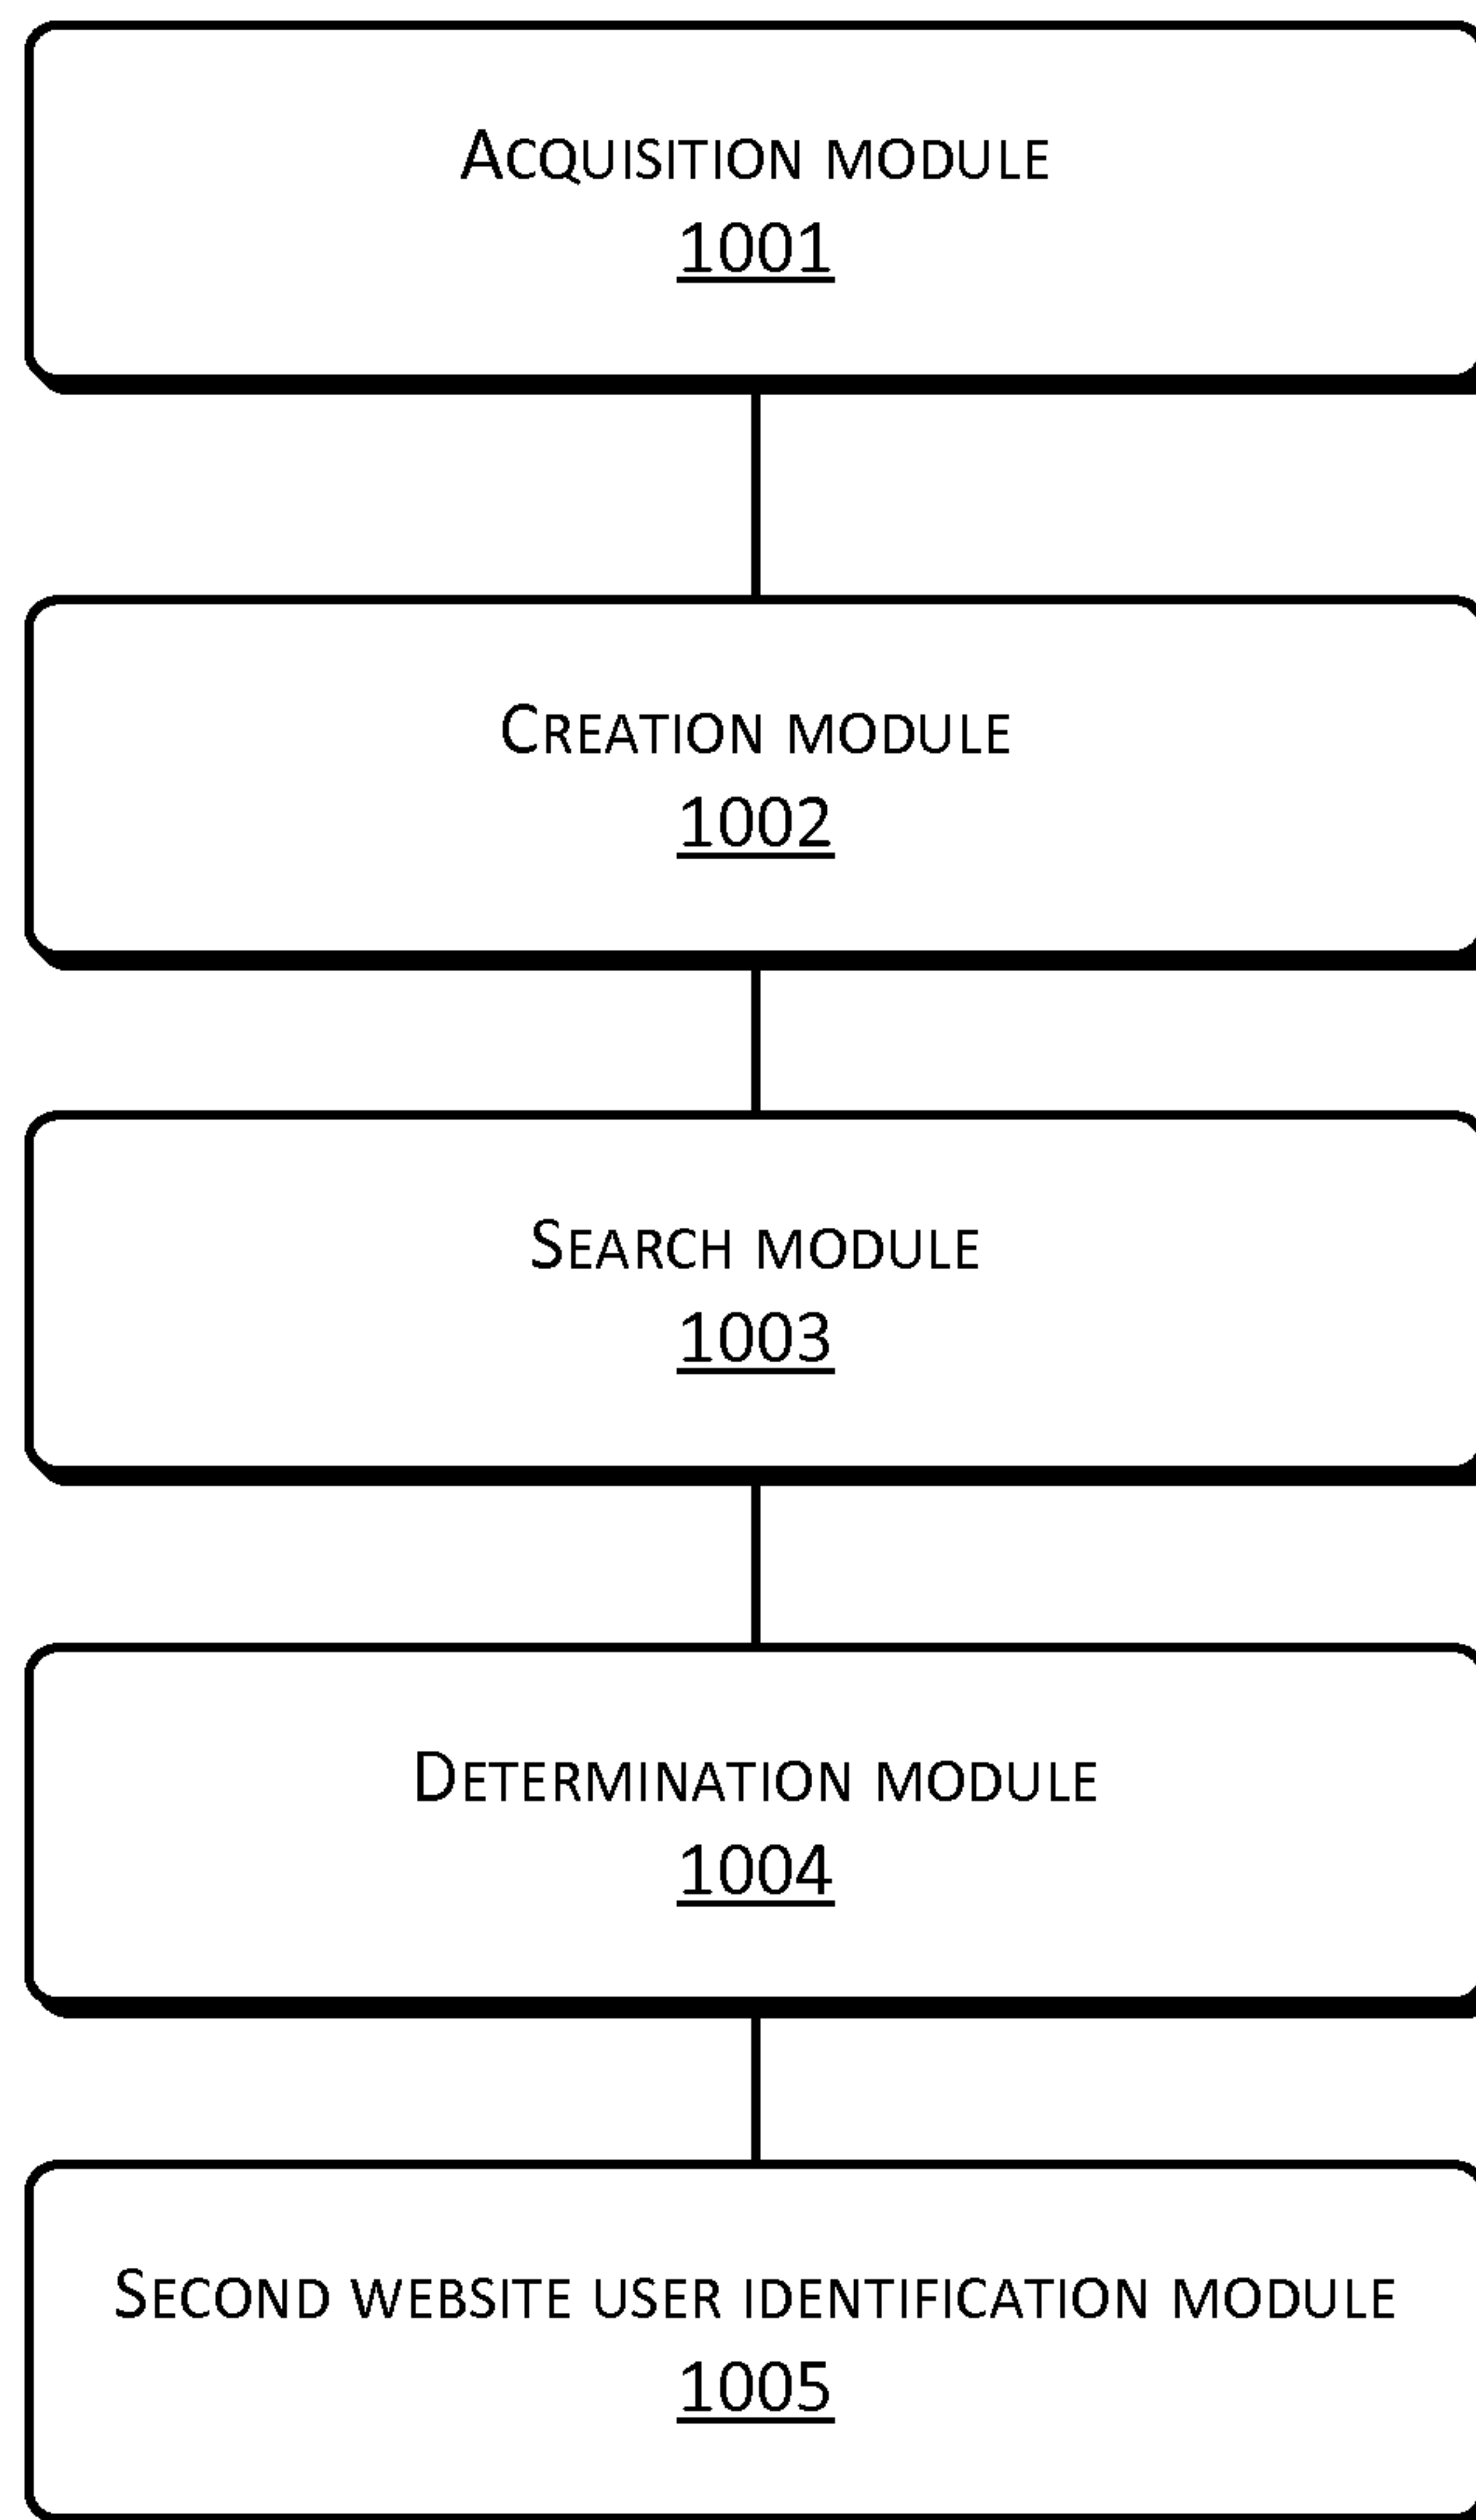 Acquisition module
1001
Creation module
1002
Search module
1003
Determination module
1004
Second website user identification module
1005